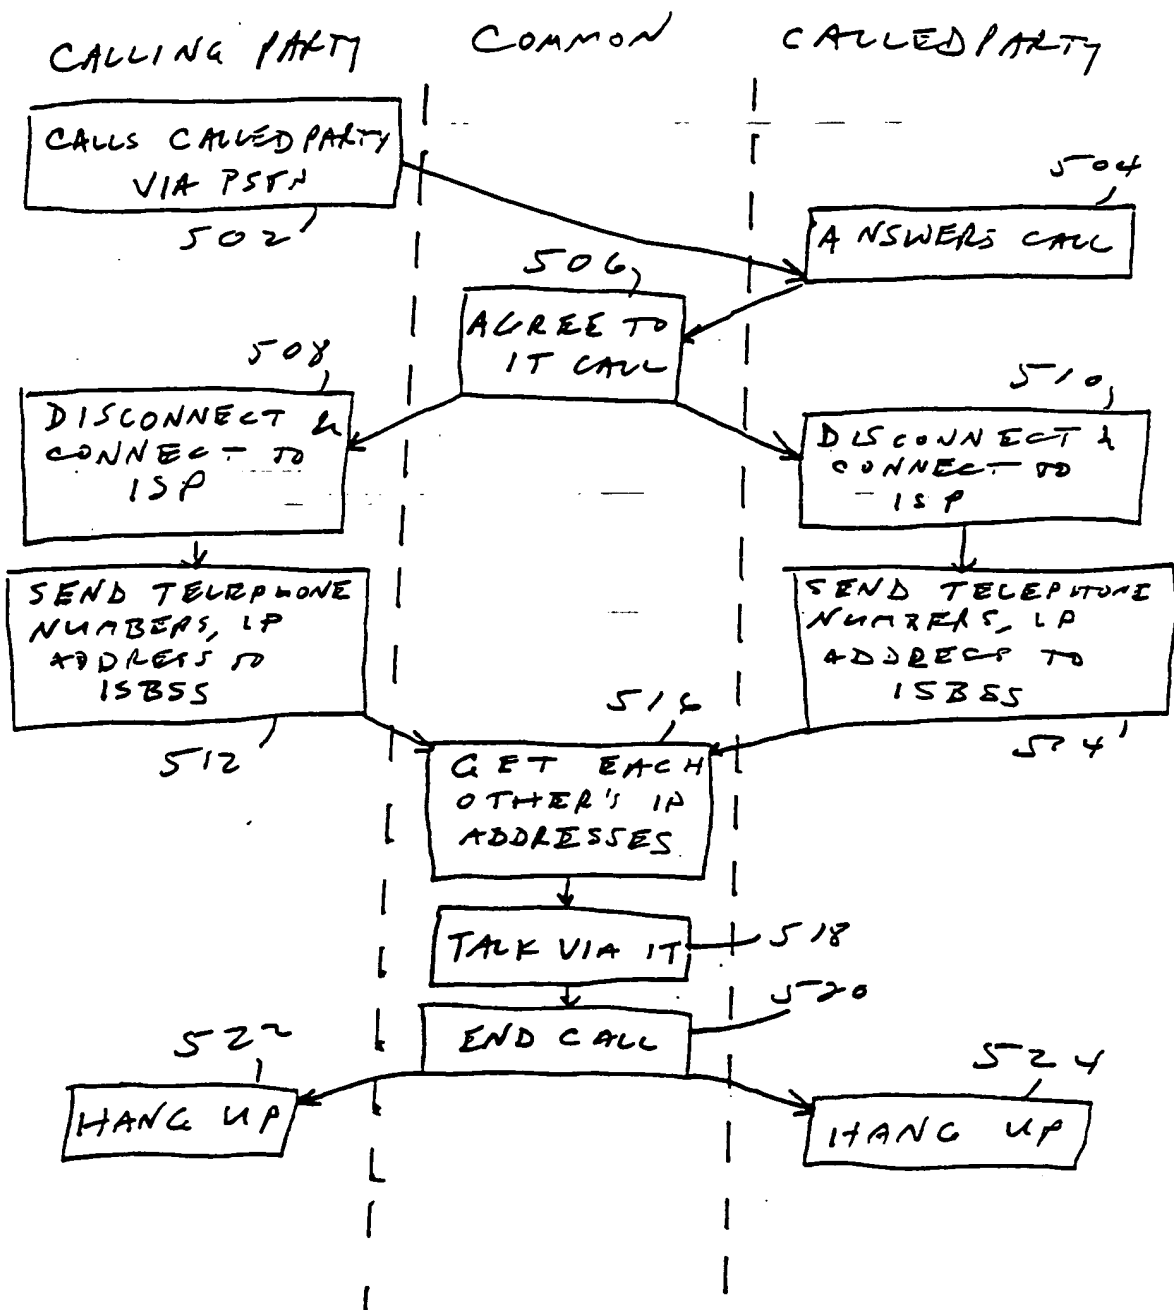 CALLING PARTY
COMMON
CALLED PARTY
CALLS CALLED PARTY
VIA PSTN
502
504
ANSWERS CALL
506
AGREE TO
IT CALL
508
DISCONNECT &
CONNECT TO
ISP
510
DISCONNECT &
CONNECT TO
ISP
SEND TELEPHONE
NUMBERS, IP
ADDRESS TO
ISBSS
512
SEND TELEPHONE
NUMBERS, IP
ADDRESS TO
ISBSS
514
516
GET EACH
OTHER'S IP
ADDRESSES
TALK VIA IT
518
END CALL
520
522
HANG UP
524
HANG UP